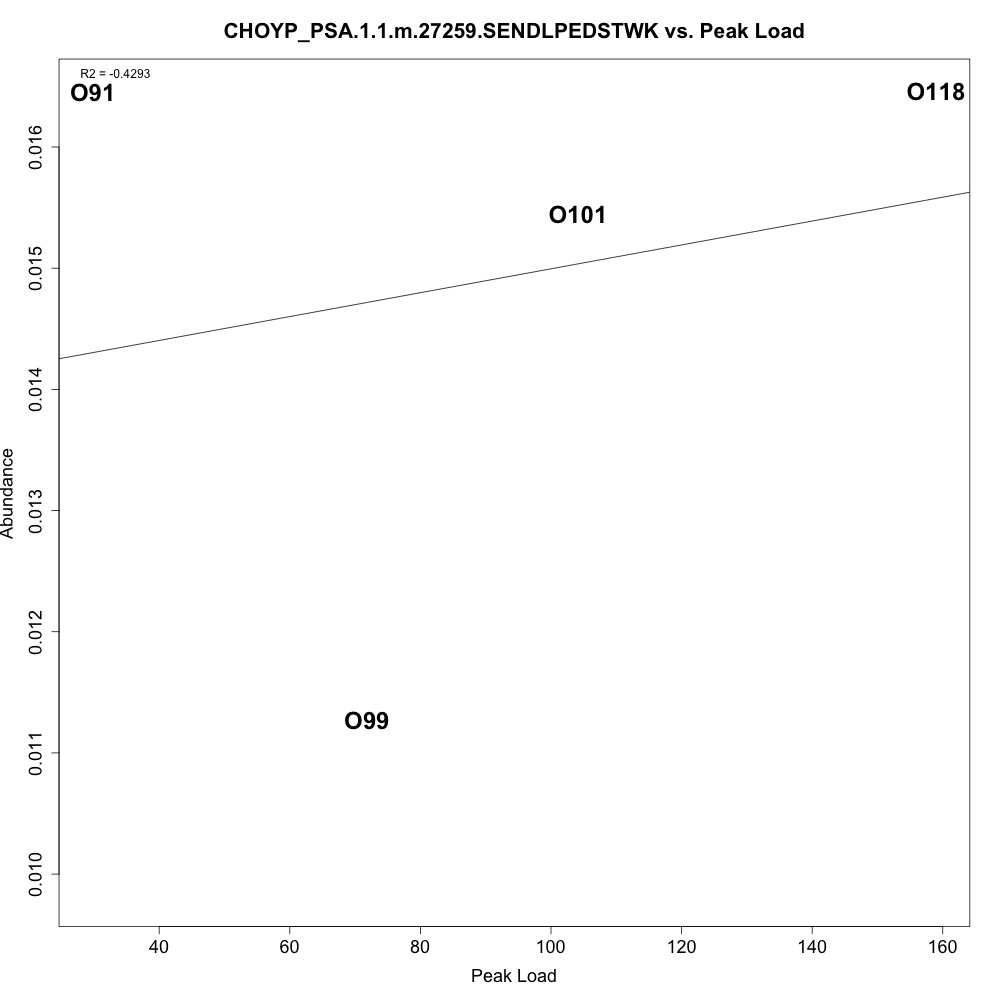 CHOYP_PSA.1.1.m.27259.SENDLPEDSTWK vs. Peak Load
R2 = -0.4293
O91
O118
O101
O99
Abundance
0.016
0.015
0.014
0.013
0.012
0.011
0.010
40 60 80 100 120 140 160
Peak Load